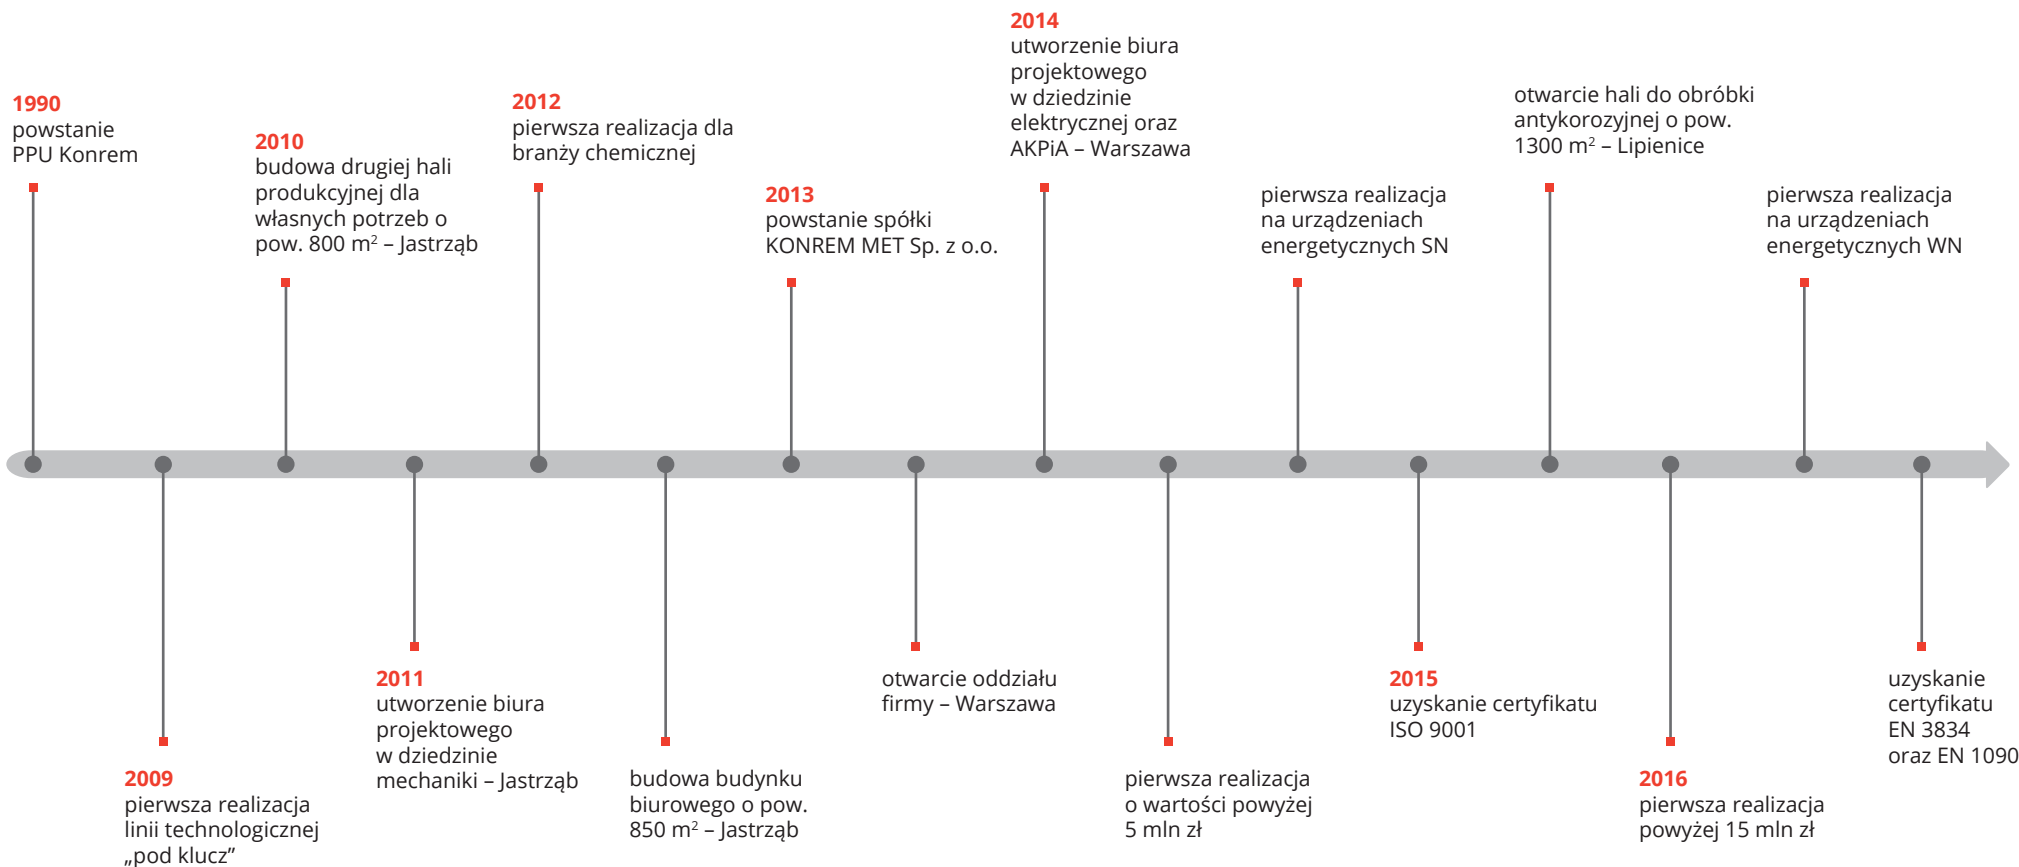 1990
powstanie
PPU Konrem
2009
pierwsza realizacja
linii technologicznej
„pod klucz”
2010
budowa drugiej hali
produkcyjnej dla
własnych potrzeb o
pow. 800 m² – Jastrząb
2011
utworzenie biura
projektowego
w dziedzinie
mechaniki – Jastrząb
2012
pierwsza realizacja dla
branży chemicznej
budowa budynku
biurowego o pow.
850 m² – Jastrząb
2013
powstanie spółki
KONREM MET Sp. z o.o.
otwarcie oddziału
firmy – Warszawa
2014
utworzenie biura
projektowego
w dziedzinie
elektrycznej oraz
AKPiA – Warszawa
pierwsza realizacja
o wartości powyżej
5 mln zł
pierwsza realizacja
na urządzeniach
energetycznych SN
2015
uzyskanie certyfikatu
ISO 9001
otwarcie hali do obróbki
antykorozyjnej o pow.
1300 m² – Lipienice
2016
pierwsza realizacja
powyżej 15 mln zł
pierwsza realizacja
na urządzeniach
energetycznych WN
uzyskanie
certyfikatu
EN 3834
oraz EN 1090